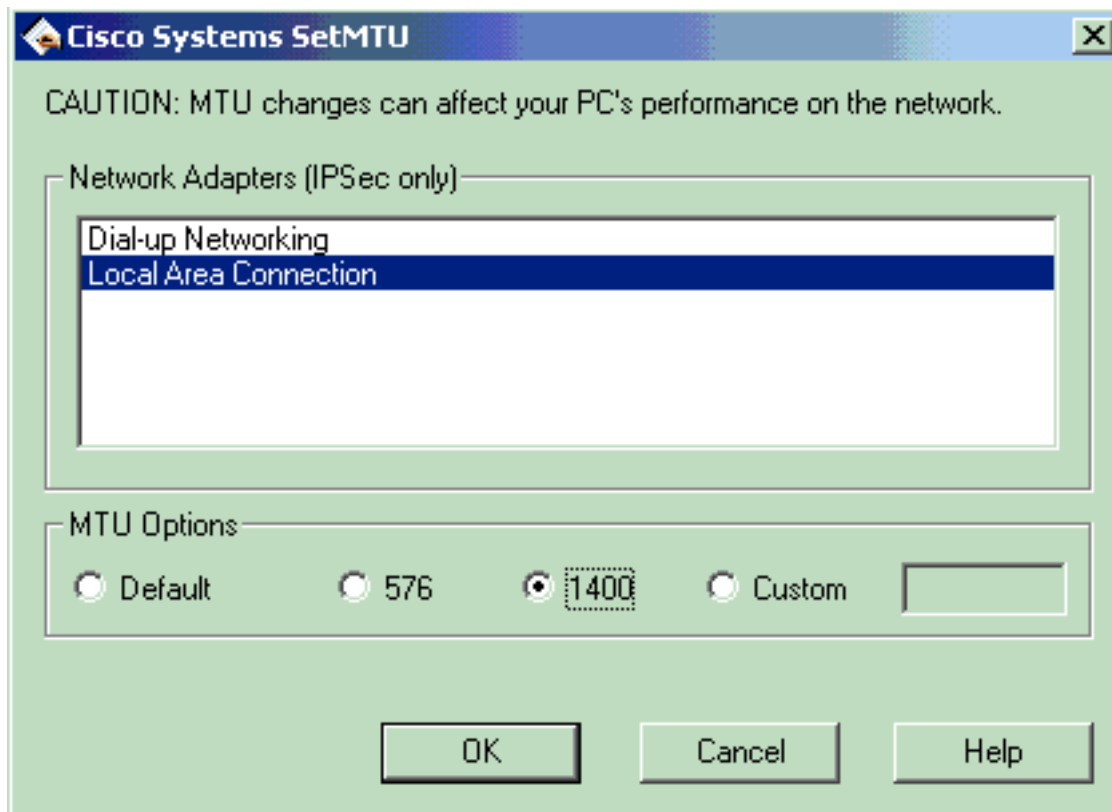 Cisco Systems SetMTU
CAUTION: MTU changes can affect your PC's performance on the network.
Network Adapters (IPSec only)
Dial-up Networking
Local Area Connection
MTU Options
Default 576 1400 Custom
OK Cancel Help